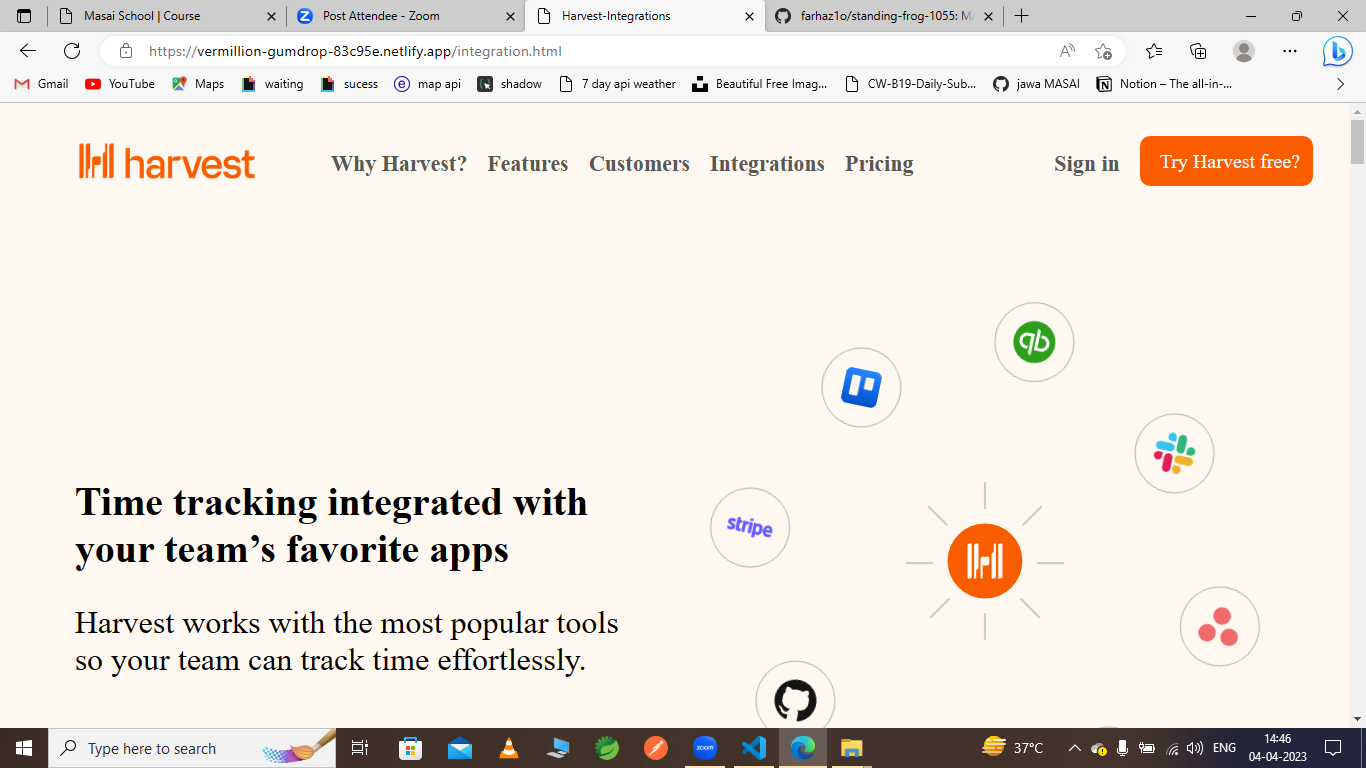 Masai School | Course
Post Attendee - Zoom
Harvest-Integrations
farhaz1o/standing-frog-1055: MA
https://vermillion-gumdrop-83c95e.netlify.app/integration.html
Gmail
YouTube
Maps
waiting
sucess
map api
shadow
7 day api weather
Beautiful Free Imag...
CW-B19-Daily-Sub...
jawa MASAI
Notion – The all-in-...
harvest
Why Harvest?
Features
Customers
Integrations
Pricing
Sign in
Try Harvest free?
qb
stripe
Time tracking integrated with
your team’s favorite apps
Harvest works with the most popular tools
so your team can track time effortlessly.
Type here to search
zoom
37°C
ENG
14:46
04-04-2023